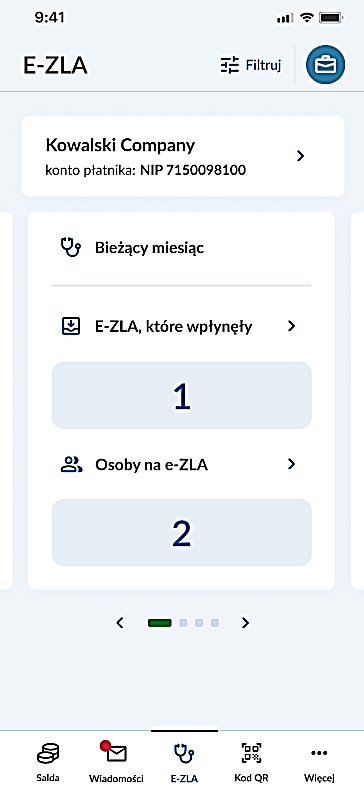 9:41
E-ZLA
Filtruj
Kowalski Company
konto płatnika: NIP 7150098100
Bieżący miesiąc
E-ZLA, które wpłynęły
1
Osoby na e-ZLA
2
Salda Wiadomości E-ZLA Kod QR Więcej